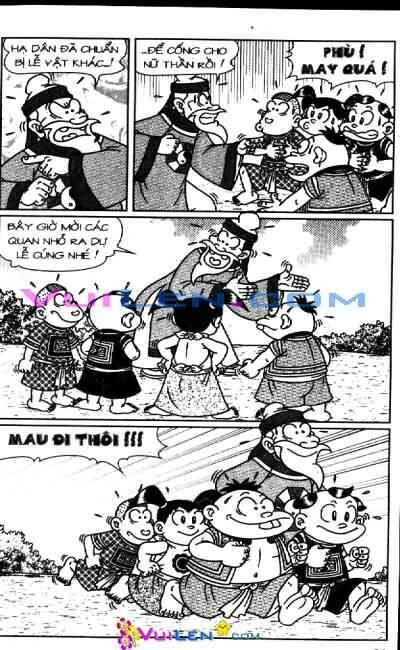 HẠ DÂN ĐÃ CHUẨN
BỊ LỄ VẬT KHÁC...!
...ĐỂ CỐNG CHO
NỮ THẦN RỒI!
PHÙ!
MAY QUÁ!
BÂY GIỜ MỜI CÁC
QUAN NHỎ RA DỰ
LỄ CÚNG NHÉ!
VUILEN.COM
MAU ĐI THÔI!!!
VUILEN
.com